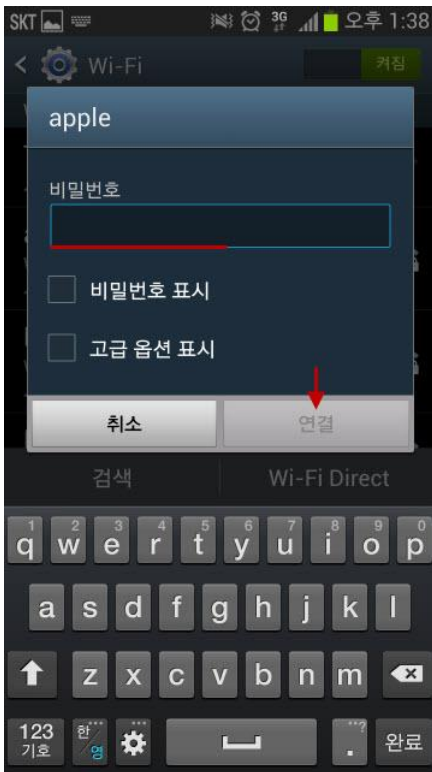 SKT 3G 오후 1:38
Wi-Fi 켜짐
apple
비밀번호
비밀번호 표시
고급 옵션 표시
취소 연결
검색 Wi-Fi Direct
1 2 3 4 5 6 7 8 9 0
q w e r t y u i o p
a s d f g h j k l
z x c v b n m
123 한 ... ?
기호 /영 . 완료